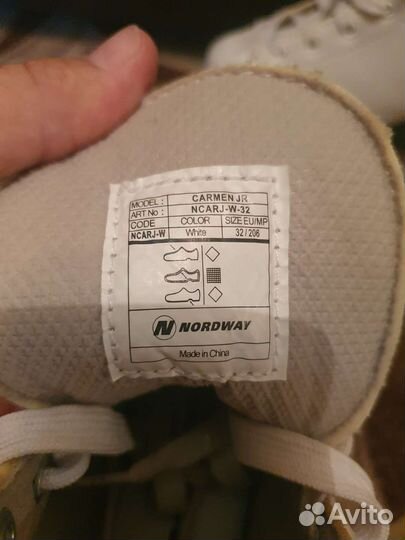 MODEL : CARMEN JR
ART No : NCARJ-W-32
CODE COLOR SIZE EU/MP
NCARJ-W White 32 / 206
NORDWAY
Made in China
Avito